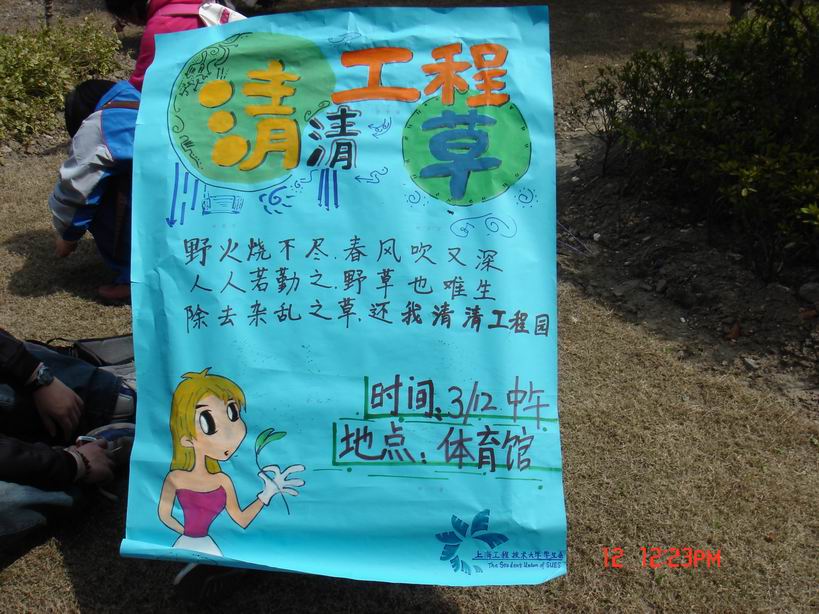 清清工程草
野火烧不尽.春风吹又深
人人若勤之.野草也难生
除去杂乱之草.还我清清工程园
时间:3/12 中午
地点:体育馆
上海工程技术大学学生会
The Student Union of SUES
12 12:23PM